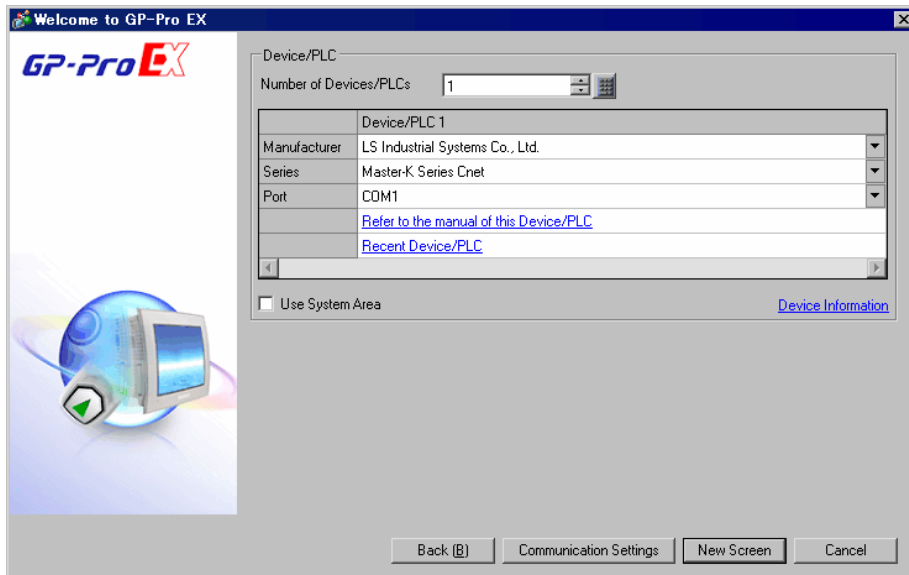 Welcome to GP-Pro EX
GP-Pro EX
Device/PLC
Number of Devices/PLCs 1
Device/PLC 1
Manufacturer LS Industrial Systems Co., Ltd.
Series Master-K Series Cnet
Port COM1
Refer to the manual of this Device/PLC
Recent Device/PLC
Use System Area Device Information
Back (B) Communication Settings New Screen Cancel